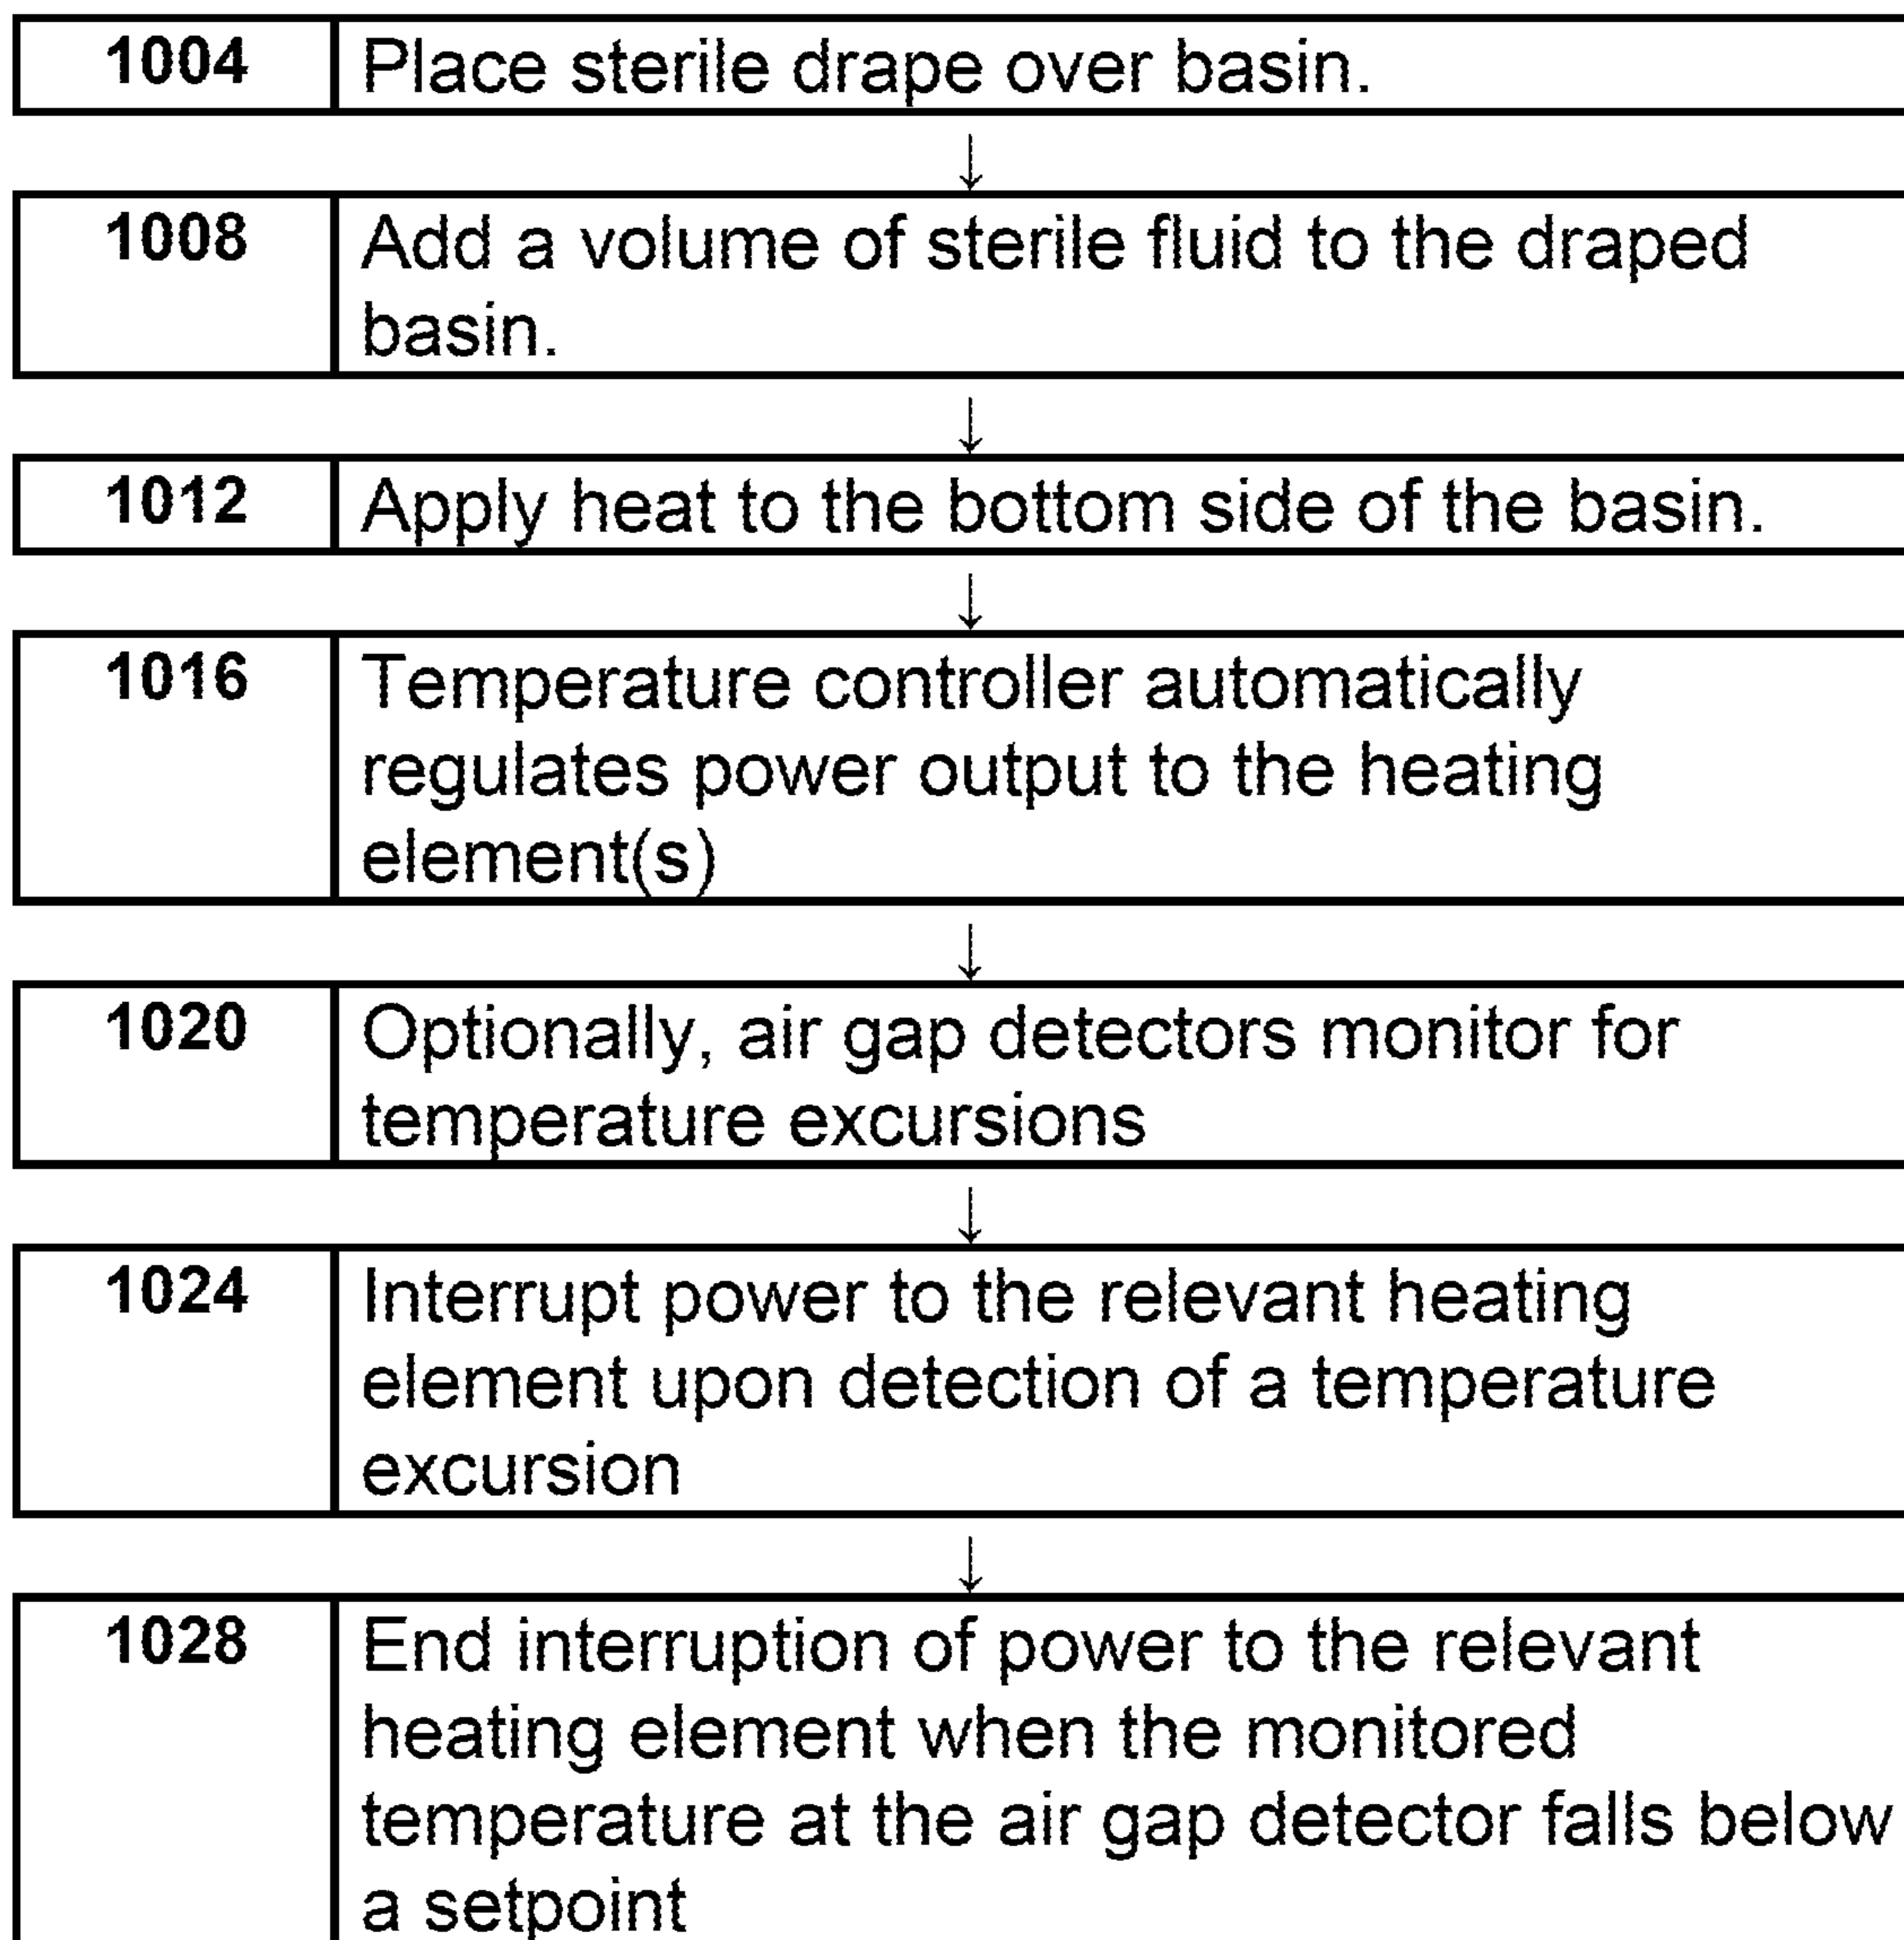 1004 Place sterile drape over basin.
↓
1008 Add a volume of sterile fluid to the draped
basin.
↓
1012 Apply heat to the bottom side of the basin.
↓
1016 Temperature controller automatically
regulates power output to the heating
element(s)
↓
1020 Optionally, air gap detectors monitor for
temperature excursions
↓
1024 Interrupt power to the relevant heating
element upon detection of a temperature
excursion
↓
1028 End interruption of power to the relevant
heating element when the monitored
temperature at the air gap detector falls below
a setpoint